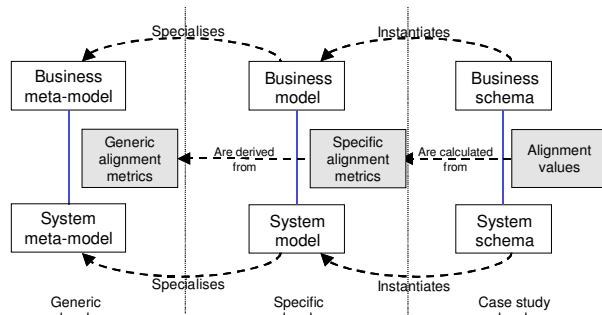 Specialises
Instantiates
Business
meta-model
Business
model
Business
schema
Generic
alignment
metrics
Are derived
from
Specific
alignment
metrics
Are calculated
from
Alignment
values
System
meta-model
System
model
System
schema
Specialises
Instantiates
Generic
Specific
Case study